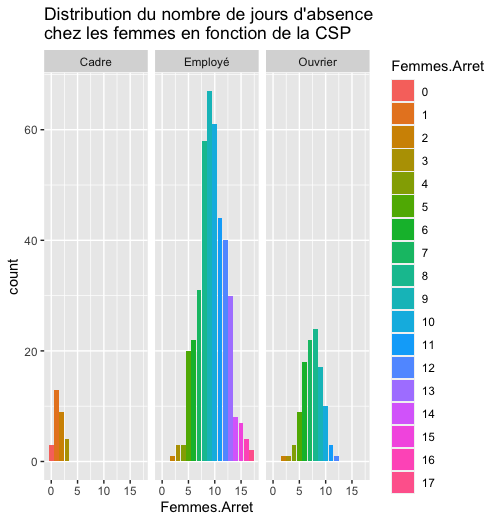 Distribution du nombre de jours d'absence
chez les femmes en fonction de la CSP
Cadre
Employé
Ouvrier
count
60
40
20
0
0 5 10 15
0 5 10 15
0 5 10 15
Femmes.Arret
Femmes.Arret
0
1
2
3
4
5
6
7
8
9
10
11
12
13
14
15
16
17